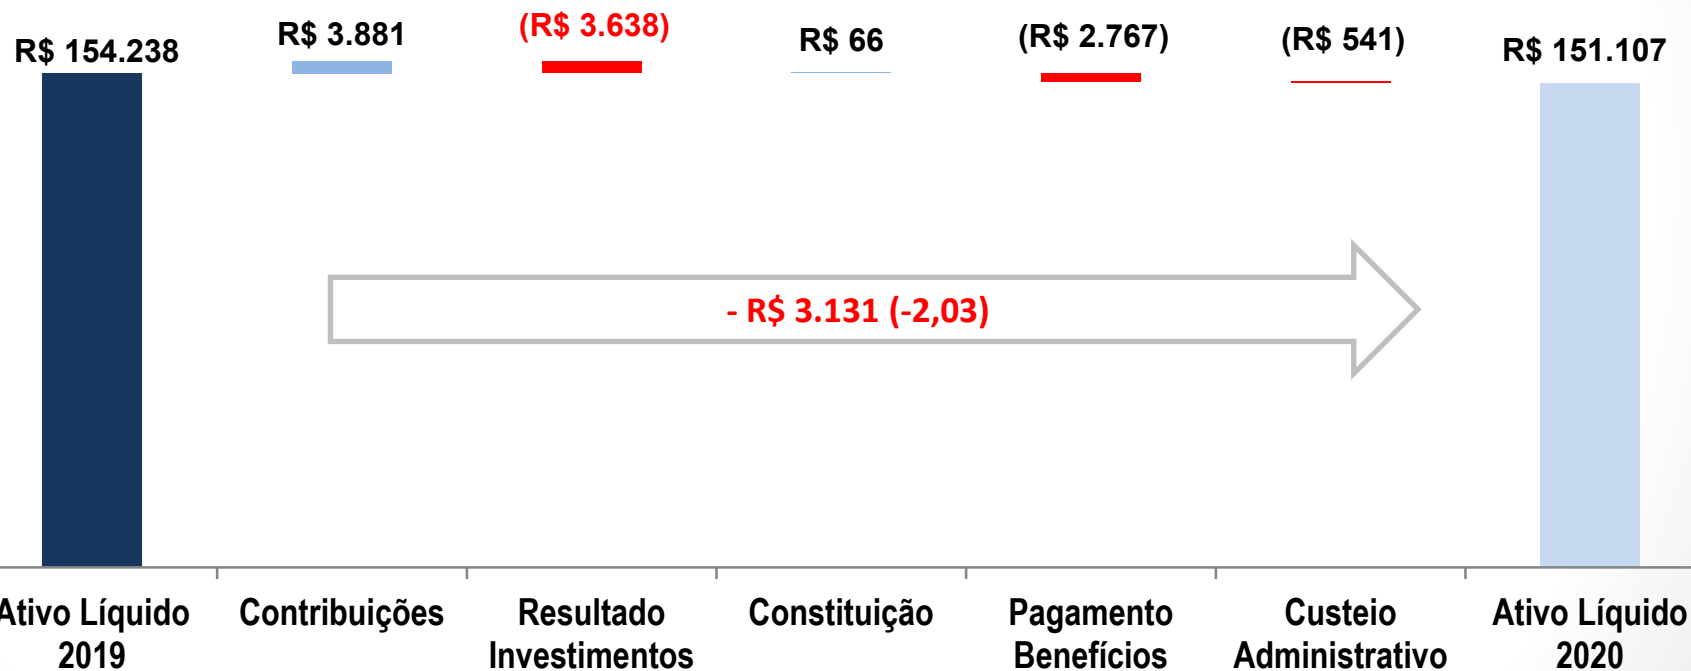 R$ 154.238
R$ 3.881
(R$ 3.638)
R$ 66
(R$ 2.767)
(R$ 541)
R$ 151.107
- R$ 3.131 (-2,03)
Ativo Líquido
2019
Contribuições
Resultado
Investimentos
Constituição
Pagamento
Benefícios
Custeio
Administrativo
Ativo Líquido
2020